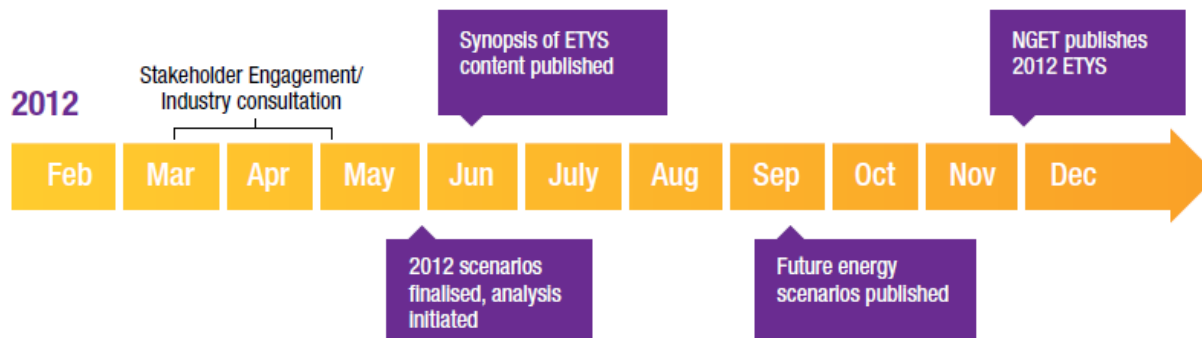 Synopsis of ETYS
content published
NGET publishes
2012 ETYS
Stakeholder Engagement/
Industry consultation
2012
Feb
Mar
Apr
May
Jun
July
Aug
Sep
Oct
Nov
Dec
2012 scenarios
finalised, analysis
initiated
Future energy
scenarios published